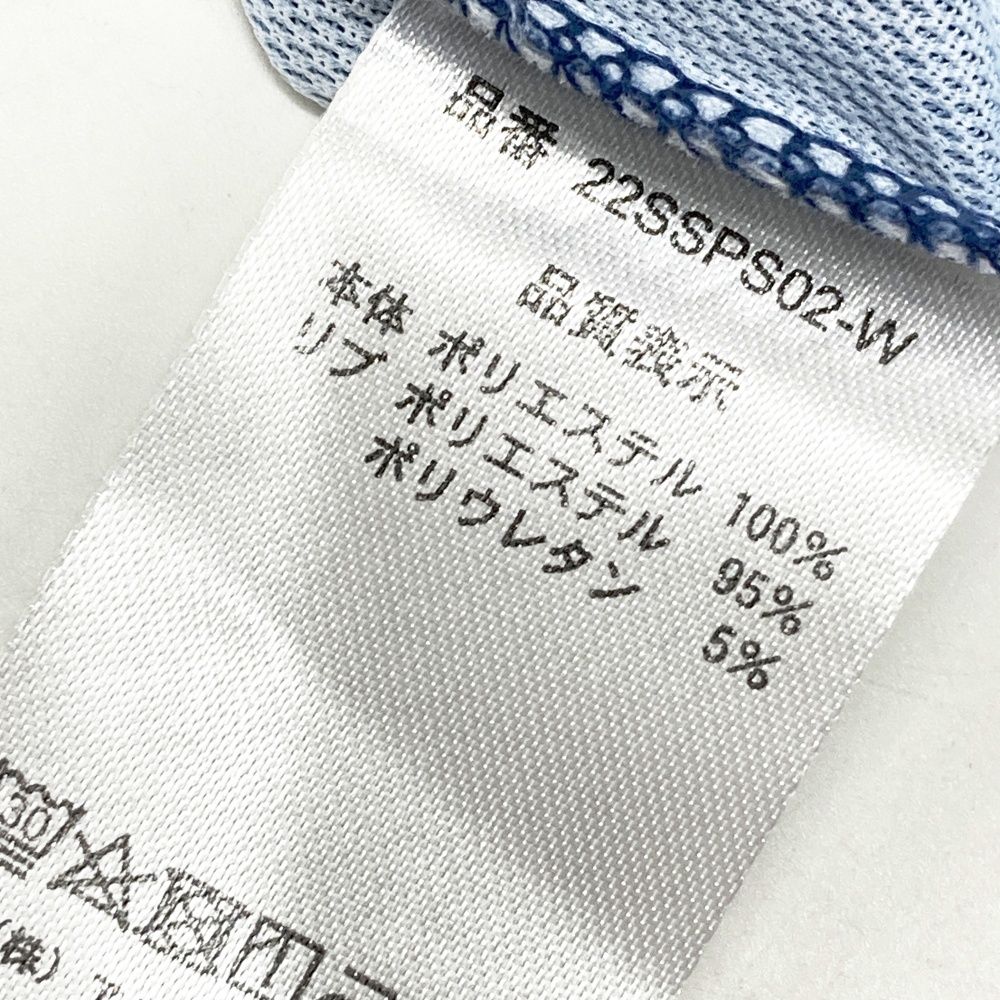 品番 22SSPS02-W
品質表示
本体 ポリエステル 100%
リブ ポリエステル 95%
ポリウレタン 5%
30
(株)